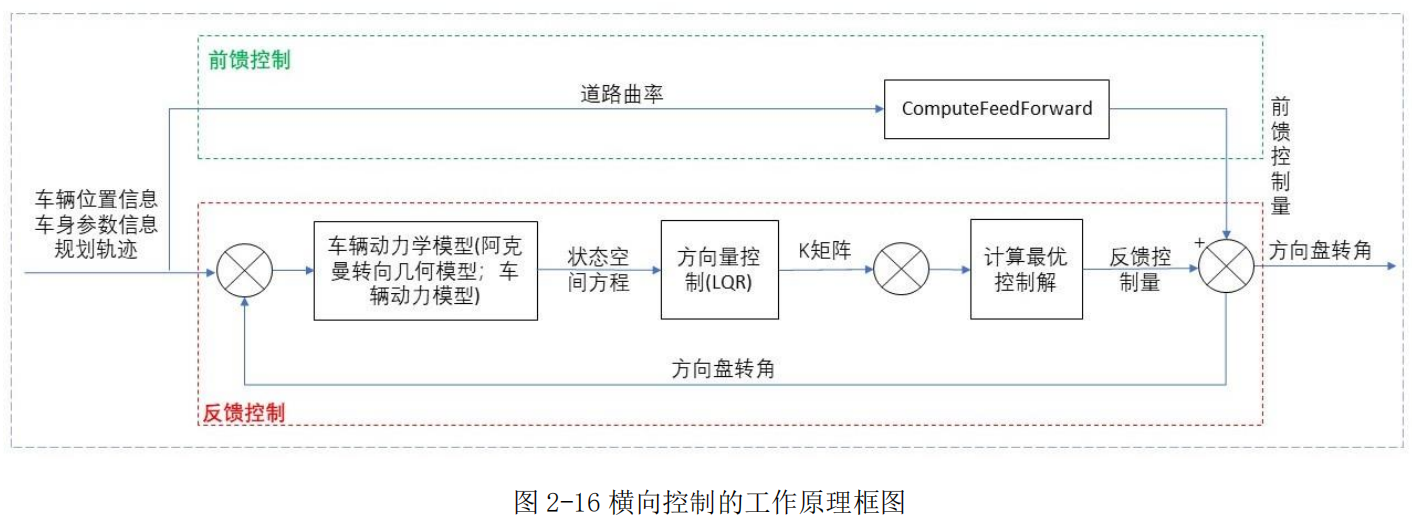 前馈控制
道路曲率
ComputeFeedForward
前
馈
控
制
量
车辆位置信息
车身参数信息
规划轨迹
车辆动力学模型(阿克
曼转向几何模型；车
辆动力模型)
状态空
间方程
方向量控
制(LQR)
K矩阵
计算最优
控制解
反馈控
制量
+
方向盘转角
方向盘转角
反馈控制
图 2-16 横向控制的工作原理框图